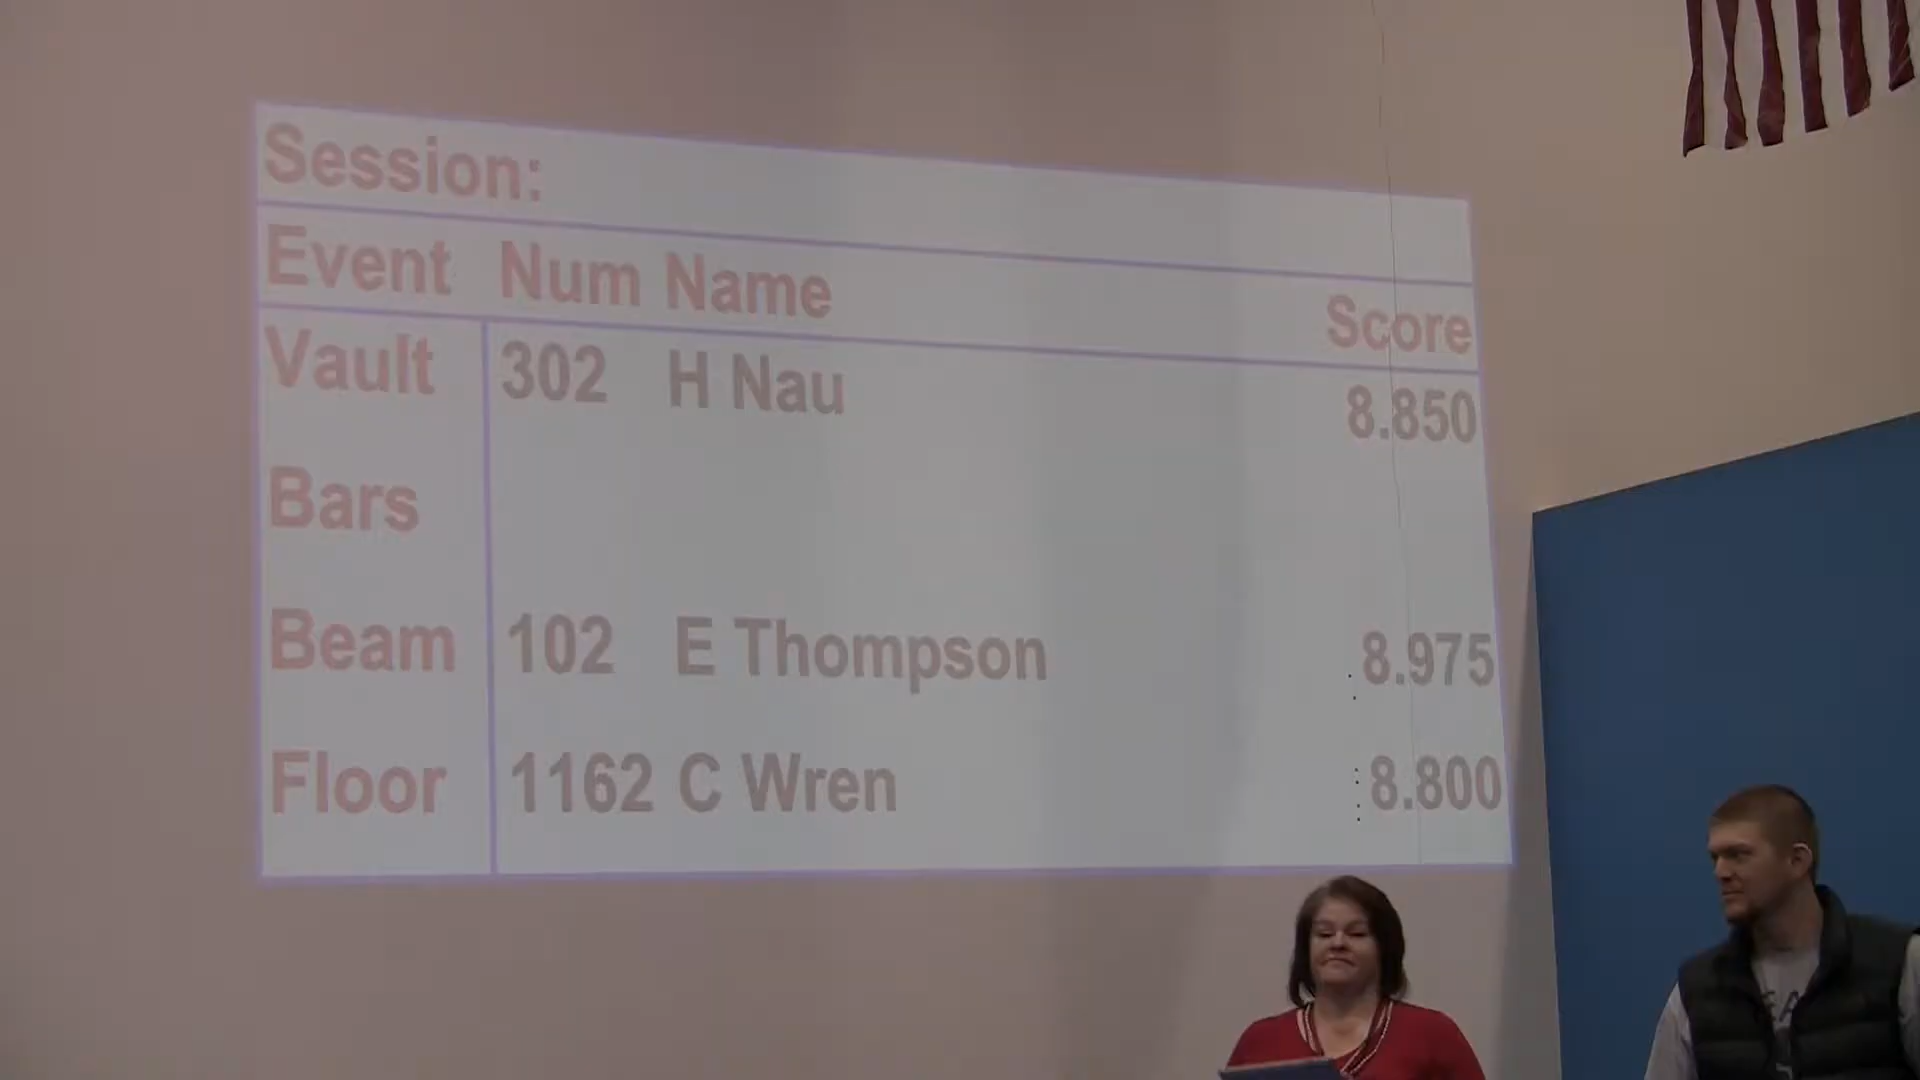 Session:
Event Num Name Score
Vault 302 H Nau 8.850
Bars
Beam 102 E Thompson 8.975
Floor 1162 C Wren 8.800